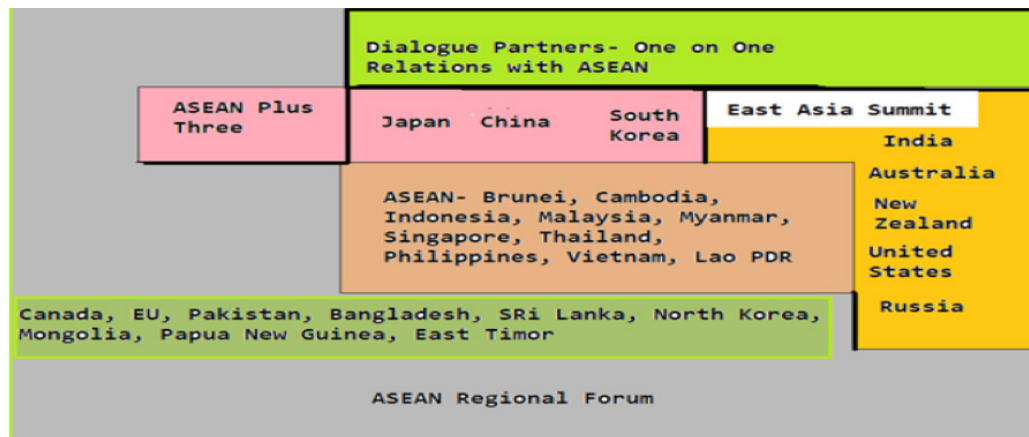 Dialogue Partners- One on One
Relations with ASEAN
ASEAN Plus
Three
Japan China South
Korea
East Asia Summit
India
Australia
New
Zealand
United
States
Russia
ASEAN- Brunei, Cambodia,
Indonesia, Malaysia, Myanmar,
Singapore, Thailand,
Philippines, Vietnam, Lao PDR
Canada, EU, Pakistan, Bangladesh, SRi Lanka, North Korea,
Mongolia, Papua New Guinea, East Timor
ASEAN Regional Forum